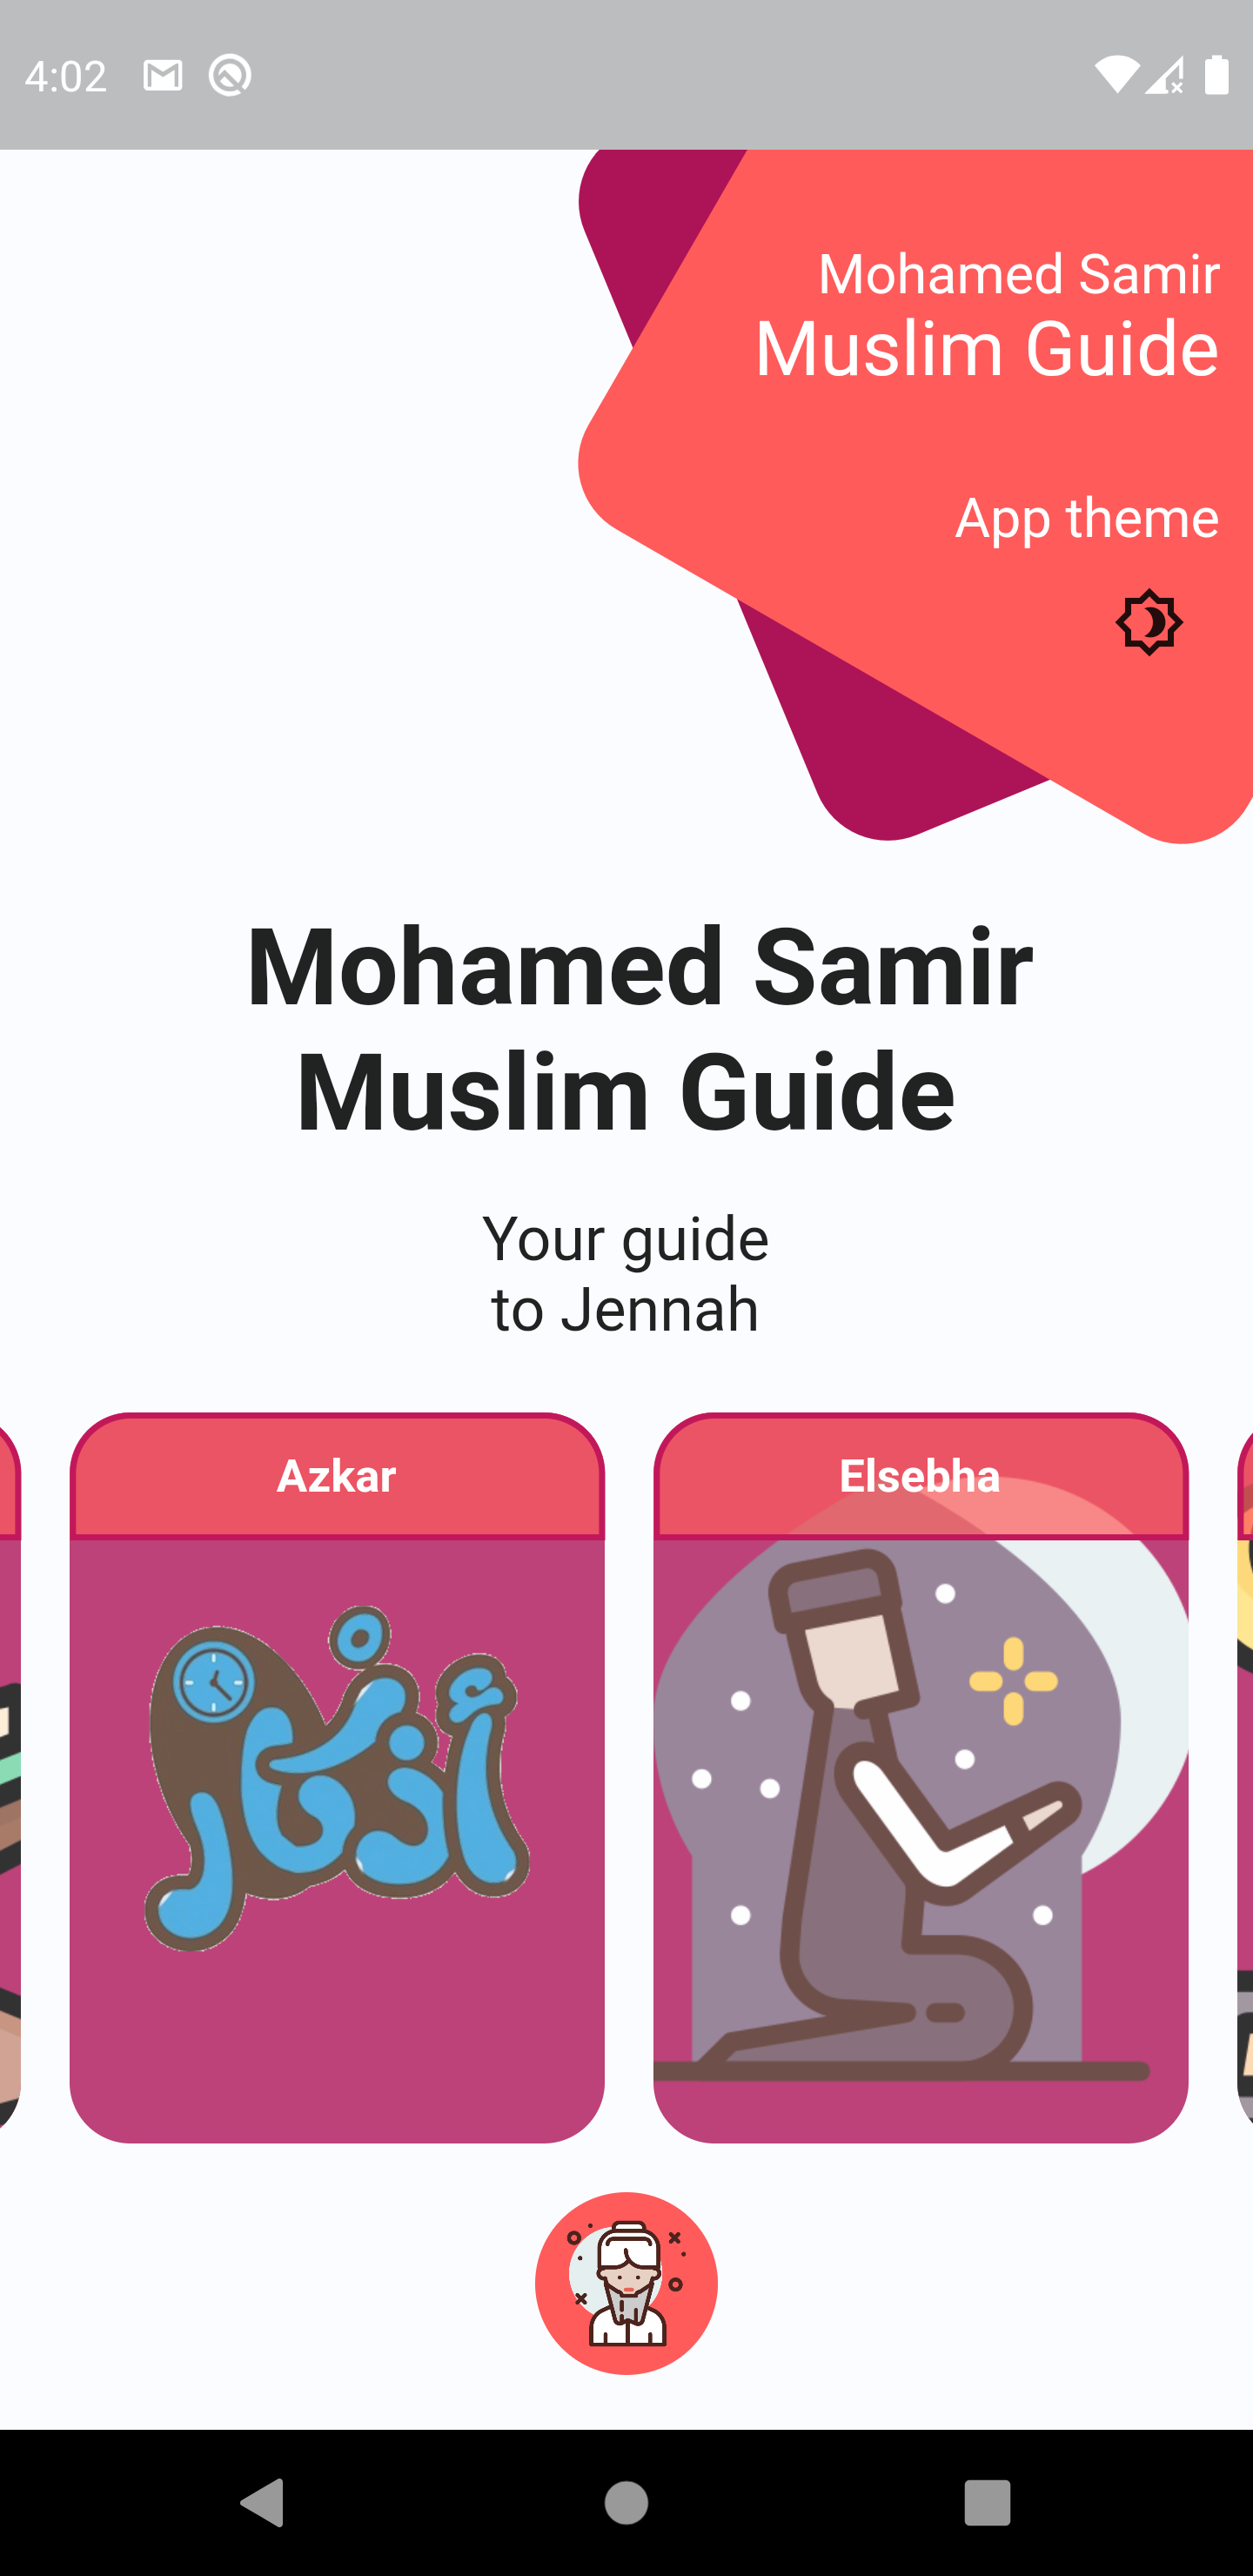 4:02
Mohamed Samir
Muslim Guide
App theme
Mohamed Samir
Muslim Guide
Your guide
to Jennah
Azkar
Elsebha
أذكار